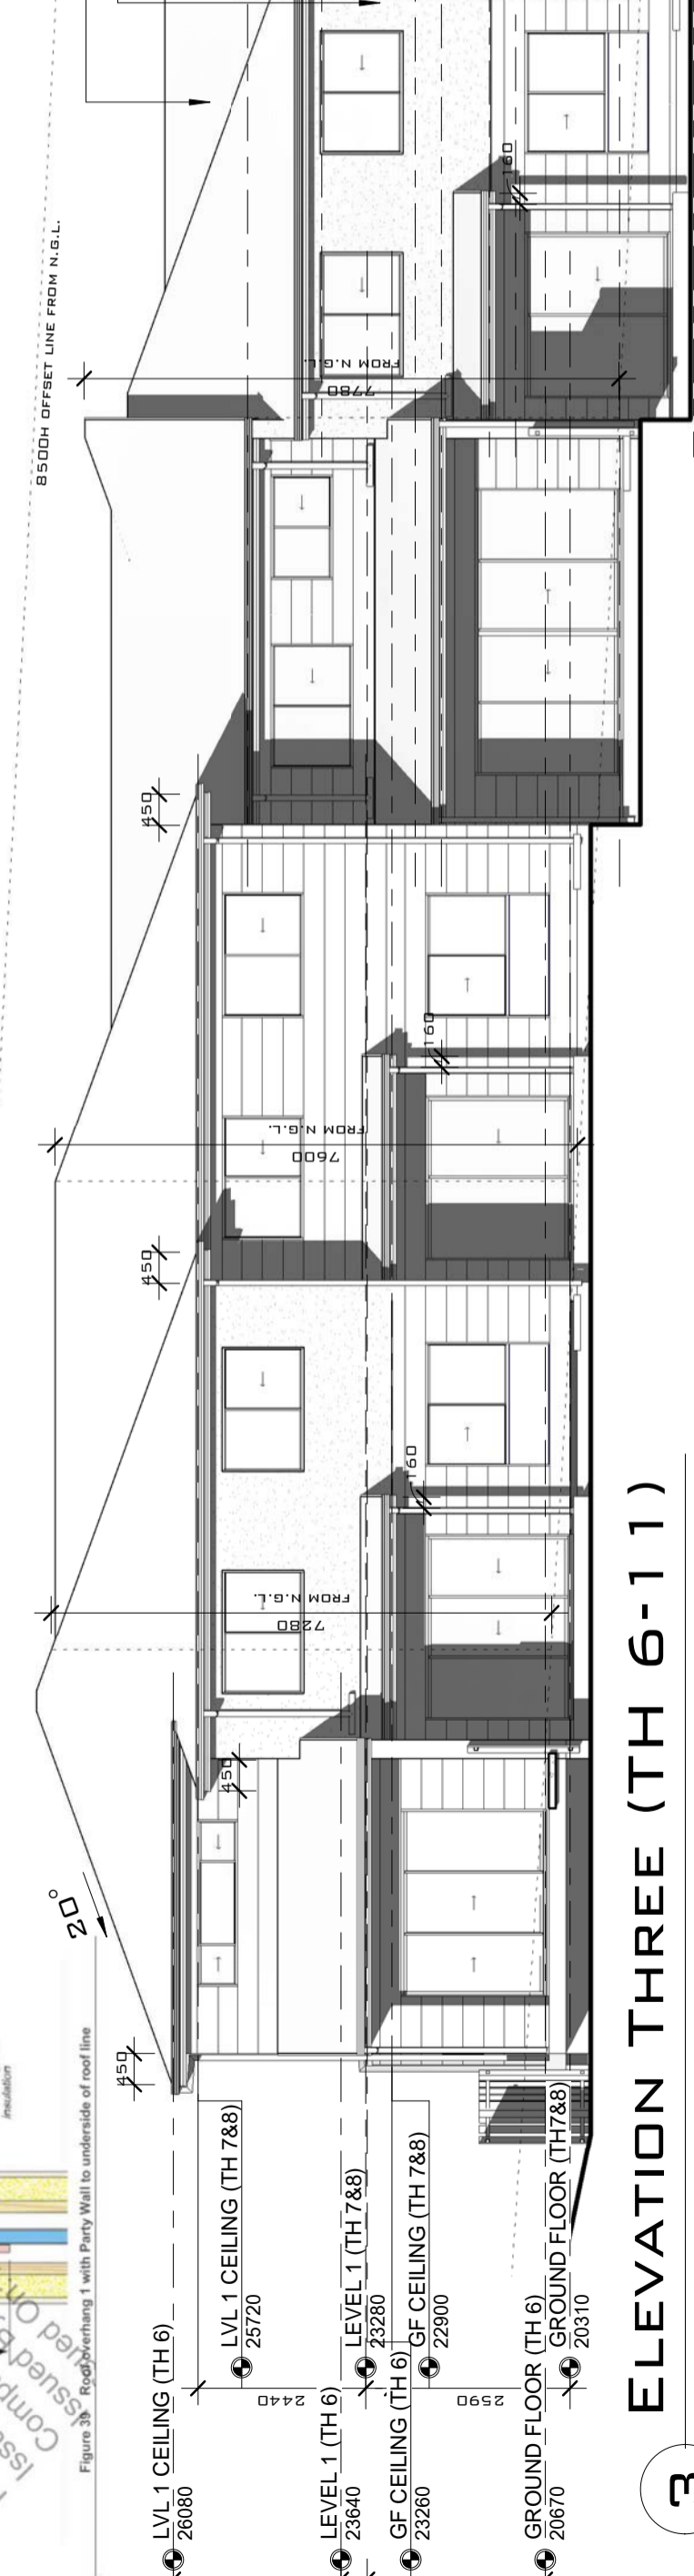 8500H OFFSET LINE FROM N.G.L.
160
7780
FROM N.G.L.
450
160
7600
FROM N.G.L.
450
160
7280
FROM N.G.L.
450
20°
450
insulation
Figure 39 Roof overhang 1 with Party Wall to underside of roof line
LVL 1 CEILING (TH 6)
26080
LVL 1 CEILING (TH 7&8)
25720
LEVEL 1 (TH 6)
23640
LEVEL 1 (TH 7&8)
23280
GF CEILING (TH 6)
23260
GF CEILING (TH 7&8)
22900
GROUND FLOOR (TH 6)
20670
GROUND FLOOR (TH7&8)
20310
2440
2590
3
ELEVATION THREE (TH 6-11)